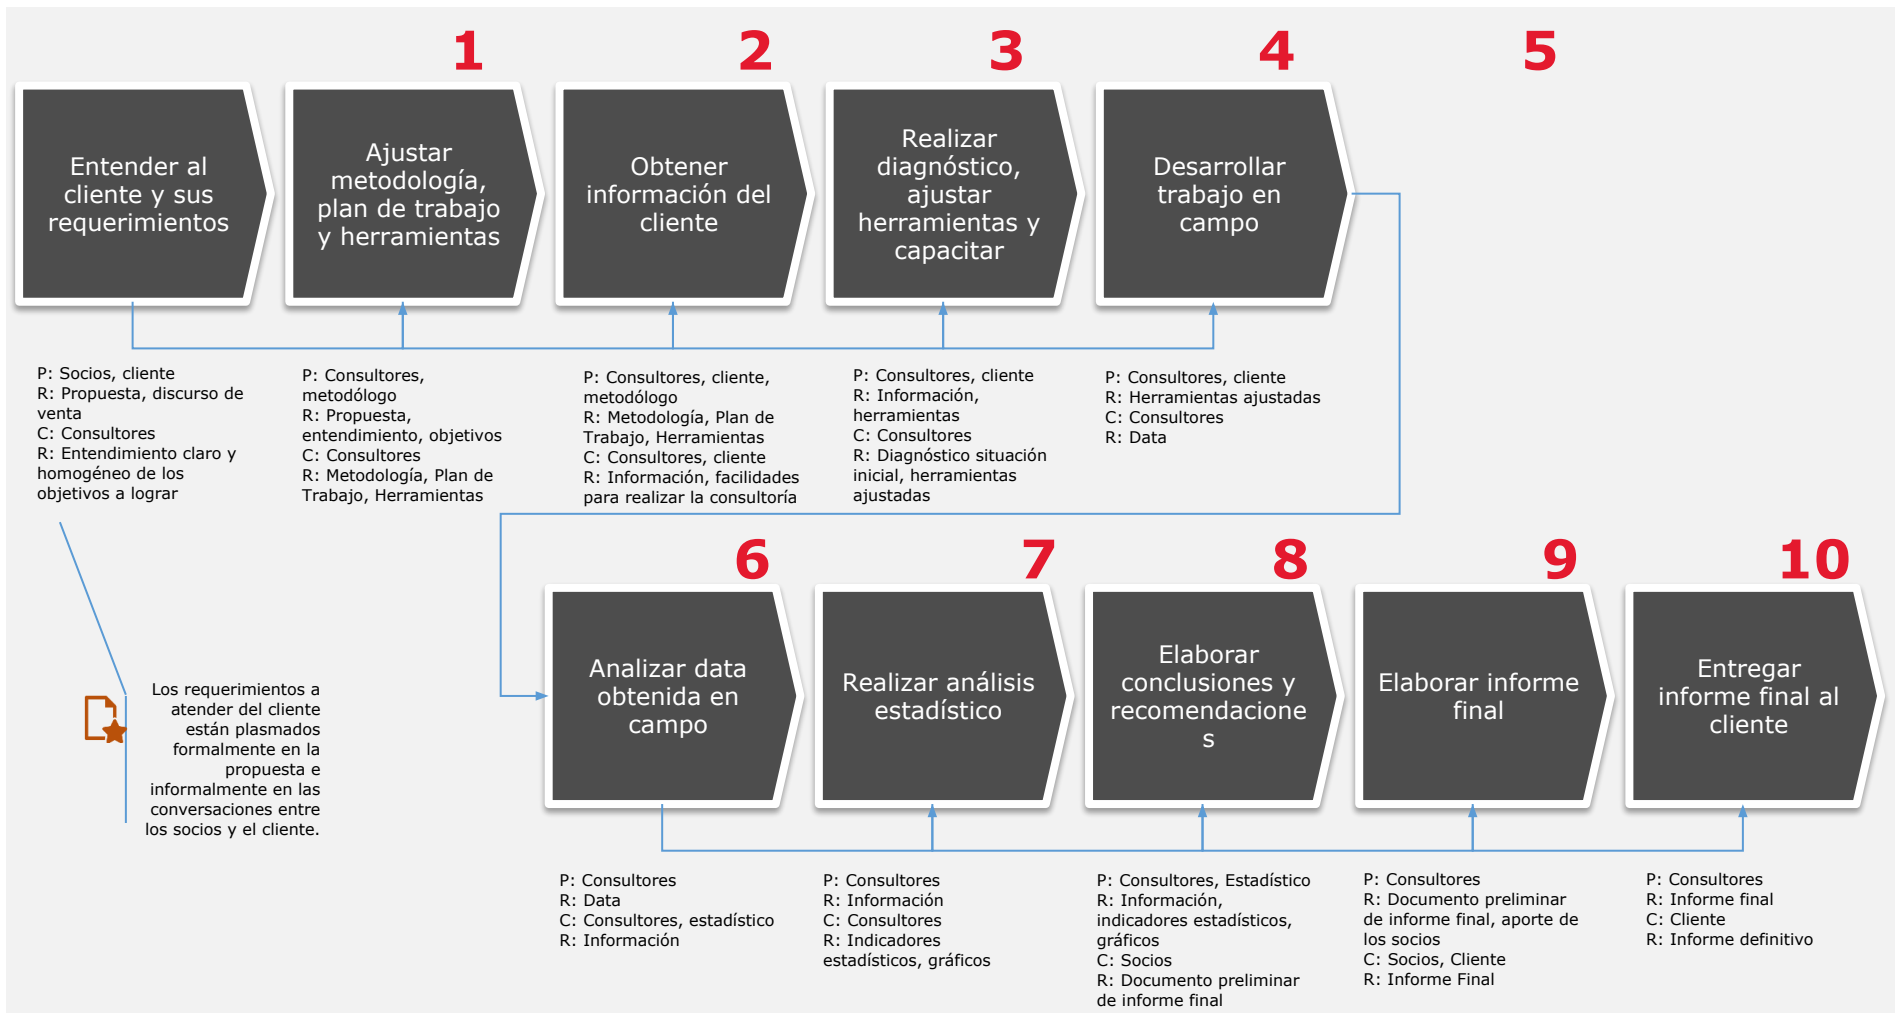 1
2
3
4
5
Entender al
cliente y sus
requerimientos
Ajustar
metodología,
plan de trabajo
y herramientas
Obtener
información del
cliente
Realizar
diagnóstico,
ajustar
herramientas y
capacitar
Desarrollar
trabajo en
campo
P: Socios, cliente
R: Propuesta, discurso de
venta
C: Consultores
R: Entendimiento claro y
homogéneo de los
objetivos a lograr
P: Consultores,
metodólogo
R: Propuesta,
entendimiento, objetivos
C: Consultores
R: Metodología, Plan de
Trabajo, Herramientas
P: Consultores, cliente,
metodólogo
R: Metodología, Plan de
Trabajo, Herramientas
C: Consultores, cliente
R: Información, facilidades
para realizar la consultoría
P: Consultores, cliente
R: Información,
herramientas
C: Consultores
R: Diagnóstico situación
inicial, herramientas
ajustadas
P: Consultores, cliente
R: Herramientas ajustadas
C: Consultores
R: Data
Los requerimientos a
atender del cliente
están plasmados
formalmente en la
propuesta e
informalmente en las
conversaciones entre
los socios y el cliente.
6
7
8
9
10
Analizar data
obtenida en
campo
Realizar análisis
estadístico
Elaborar
conclusiones y
recomendacione
s
Elaborar informe
final
Entregar
informe final al
cliente
P: Consultores
R: Data
C: Consultores, estadístico
R: Información
P: Consultores
R: Información
C: Consultores
R: Indicadores
estadísticos, gráficos
P: Consultores, Estadístico
R: Información,
indicadores estadísticos,
gráficos
C: Socios
R: Documento preliminar
de informe final
P: Consultores
R: Documento preliminar
de informe final, aporte de
los socios
C: Socios, Cliente
R: Informe Final
P: Consultores
R: Informe final
C: Cliente
R: Informe definitivo